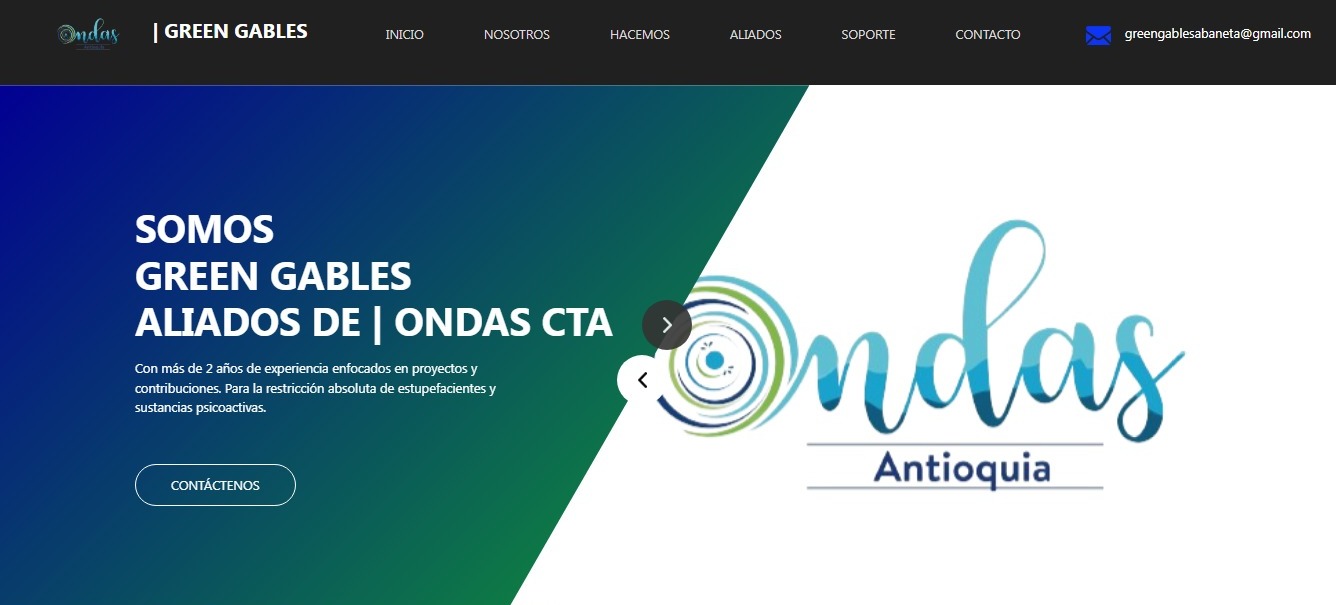 Ondas
Antioquia
| GREEN GABLES
INICIO
NOSOTROS
HACEMOS
ALIADOS
SOPORTE
CONTACTO
greengablesabaneta@gmail.com
SOMOS
GREEN GABLES
ALIADOS DE | ONDAS CTA
Con más de 2 años de experiencia enfocados en proyectos y
contribuciones. Para la restricción absoluta de estupefacientes y
sustancias psicoactivas.
CONTÁCTENOS
Ondas
Antioquia